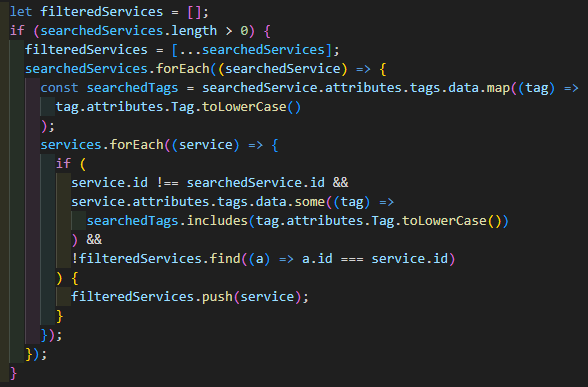 let filteredServices = [];
if (searchedServices.length > 0) {
  filteredServices = [...searchedServices];
  searchedServices.forEach((searchedService) => {
    const searchedTags = searchedService.attributes.tags.data.map((tag) =>
      tag.attributes.Tag.toLowerCase()
    );
    services.forEach((service) => {
      if (
        service.id !== searchedService.id &&
        service.attributes.tags.data.some((tag) =>
          searchedTags.includes(tag.attributes.Tag.toLowerCase())
        ) &&
        !filteredServices.find((a) => a.id === service.id)
      ) {
        filteredServices.push(service);
      }
    });
  });
}